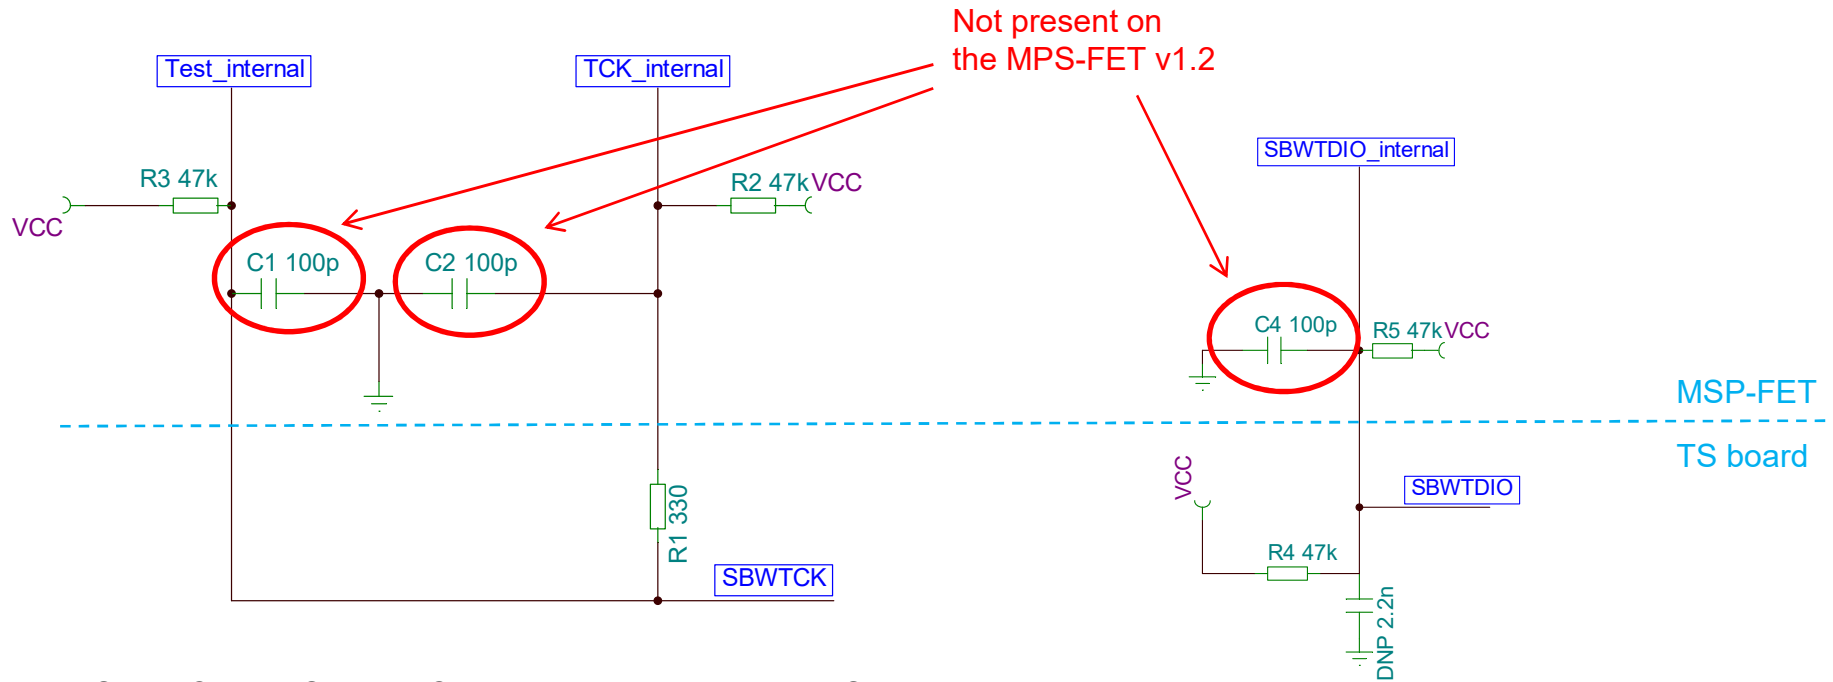 Not present on
the MPS-FET v1.2
Test_internal
TCK_internal
SBWTDIO_internal
R3 47k
VCC
R2 47k VCC
C1 100p
C2 100p
C4 100p
R5 47k VCC
MSP-FET
TS board
VCC
SBWTDIO
R1 330
R4 47k
SBWTCK
DNP 2.2n